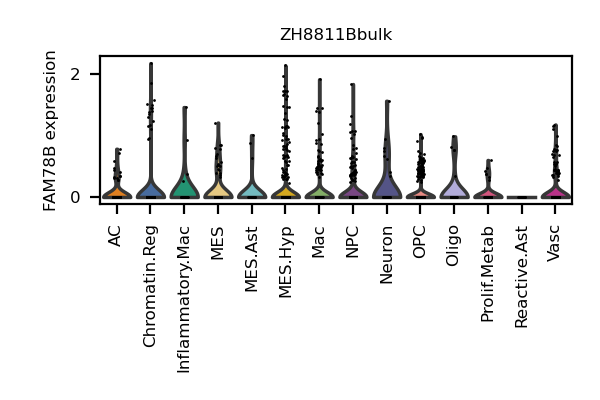 ZH8811Bbulk
FAM78B expression
2
0
AC
Chromatin.Reg
Inflammatory.Mac
MES
MES.Ast
MES.Hyp
Mac
NPC
Neuron
OPC
Oligo
Prolif.Metab
Reactive.Ast
Vasc